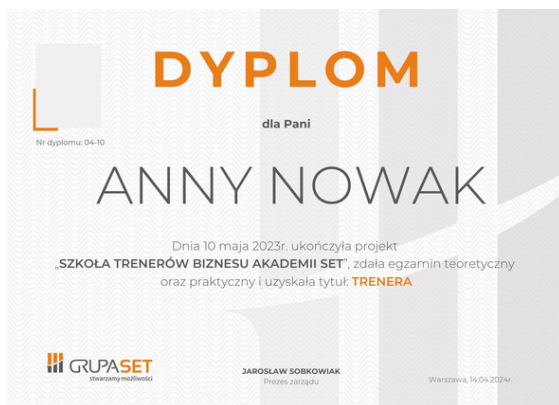 DYPLOM
dla Pani
Nr dyplomu: 04-10
ANNY NOWAK
Dnia 10 maja 2023r. ukończyła projekt
„SZKOŁA TRENERÓW BIZNESU AKADEMII SET”, zdała egzamin teoretyczny
oraz praktyczny i uzyskała tytuł: TRENERA
GRUPASET
stwarzamy możliwości
JAROSŁAW SOBKOWIAK
Prezes zarządu
Warszawa, 14.04.2024r.